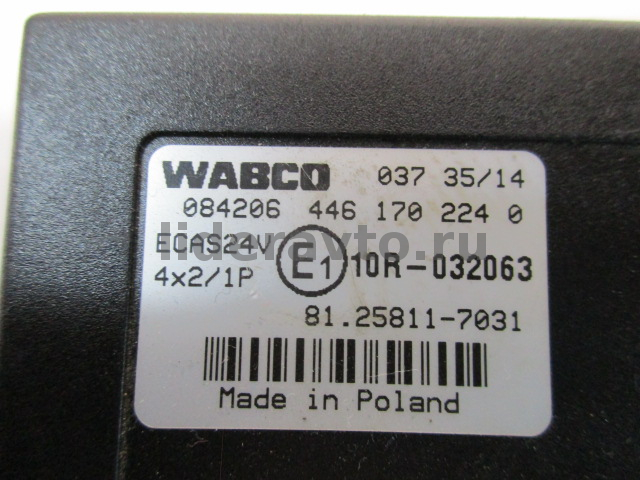 WABCO 037 35/14
084206 446 170 224 0
lideravto.ru
ECAS24V
4x2/1P E1 10R-032063
81.25811-7031
Made in Poland